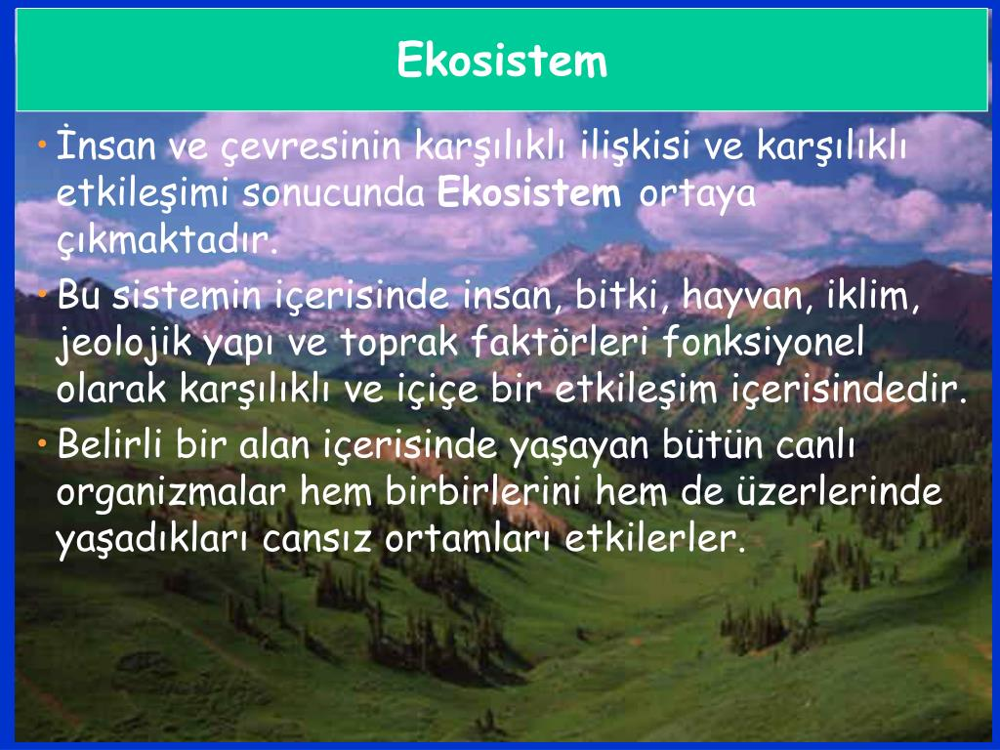 Ekosistem
• İnsan ve çevresinin karşılıklı ilişkisi ve karşılıklı
etkileşimi sonucunda Ekosistem ortaya
çıkmaktadır.
• Bu sistemin içerisinde insan, bitki, hayvan, iklim,
jeolojik yapı ve toprak faktörleri fonksiyonel
olarak karşılıklı ve içiçe bir etkileşim içerisindedir.
• Belirli bir alan içerisinde yaşayan bütün canlı
organizmalar hem birbirlerini hem de üzerlerinde
yaşadıkları cansız ortamları etkilerler.